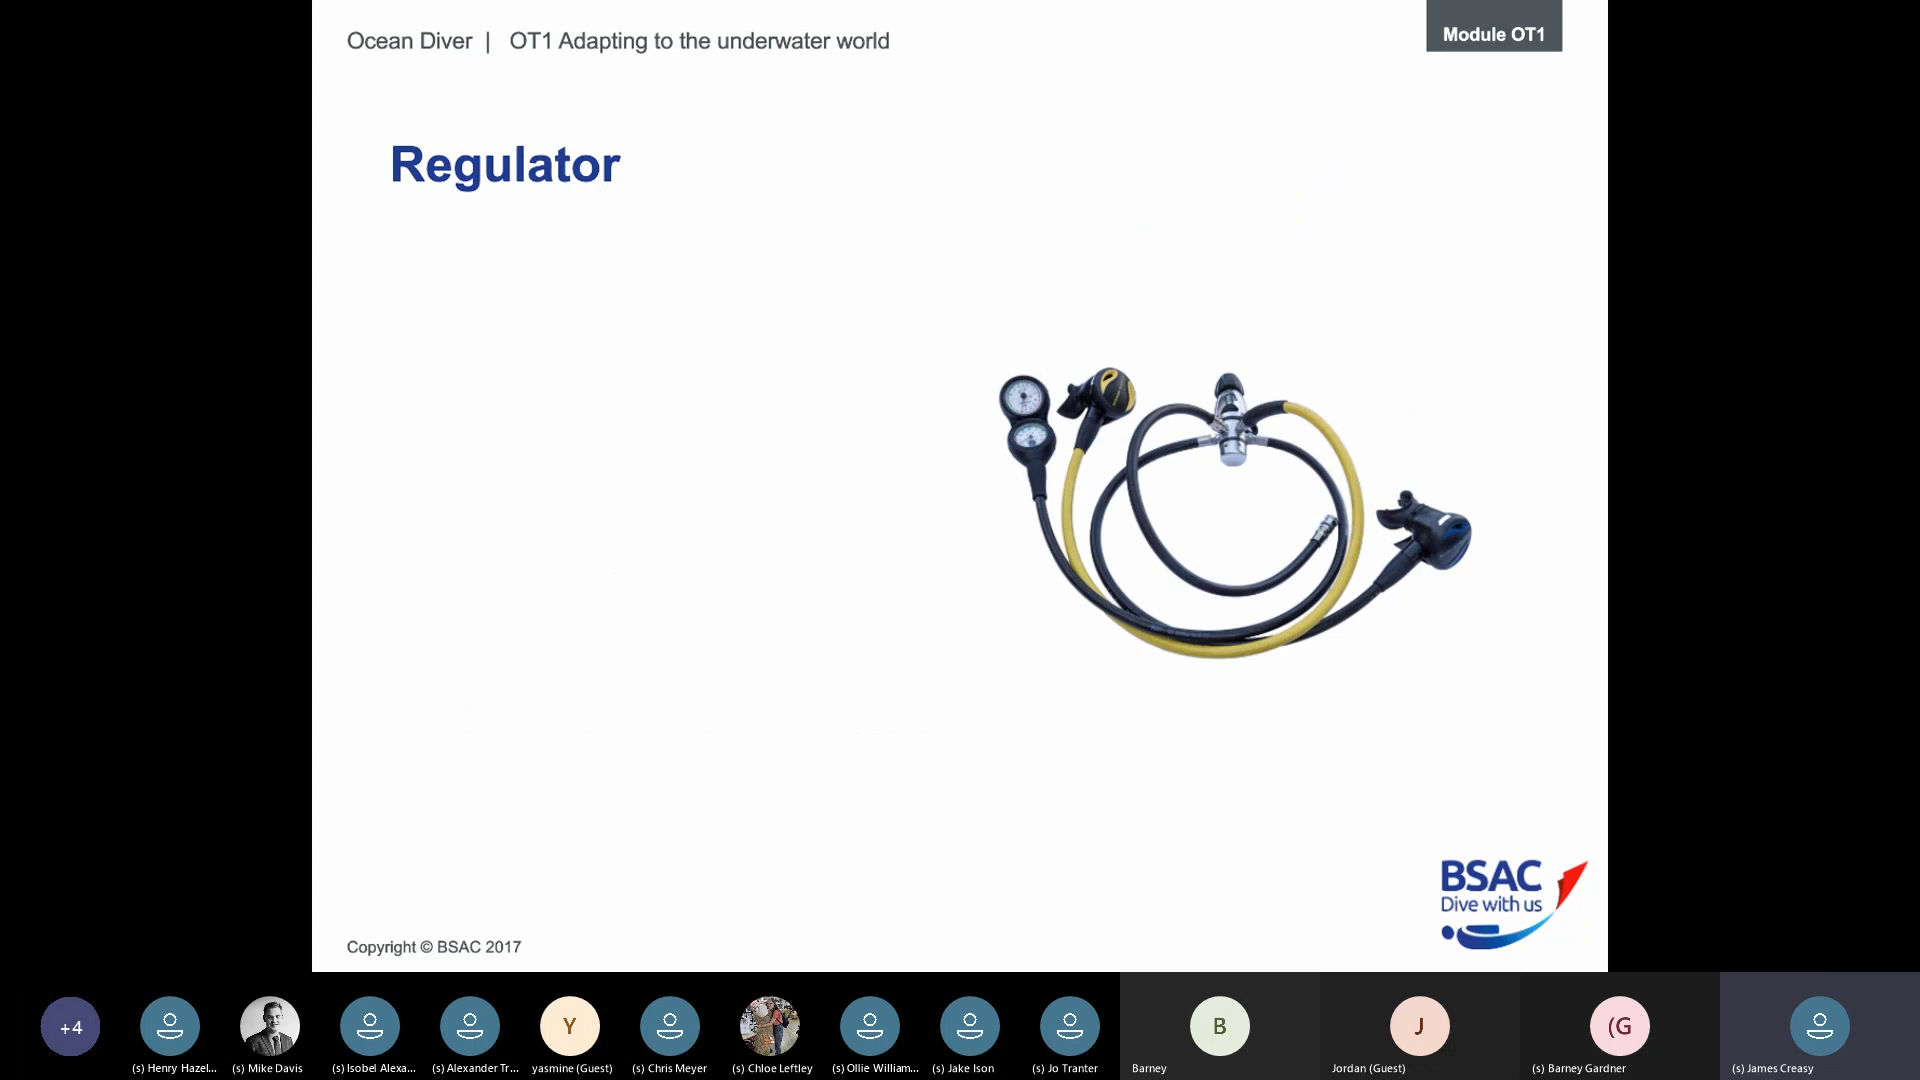 Ocean Diver | OT1 Adapting to the underwater world
Module OT1
Regulator
BSAC
Dive with us
Copyright © BSAC 2017
+4
Y
B
J
(G
(s) Henry Hazel...
(s) Mike Davis
(s) Isobel Alexa...
(s) Alexander Tr...
yasmine (Guest)
(s) Chris Meyer
(s) Chloe Leftley
(s) Ollie William...
(s) Jake Ison
(s) Jo Tranter
Barney
Jordan (Guest)
(s) Barney Gardner
(s) James Creasy